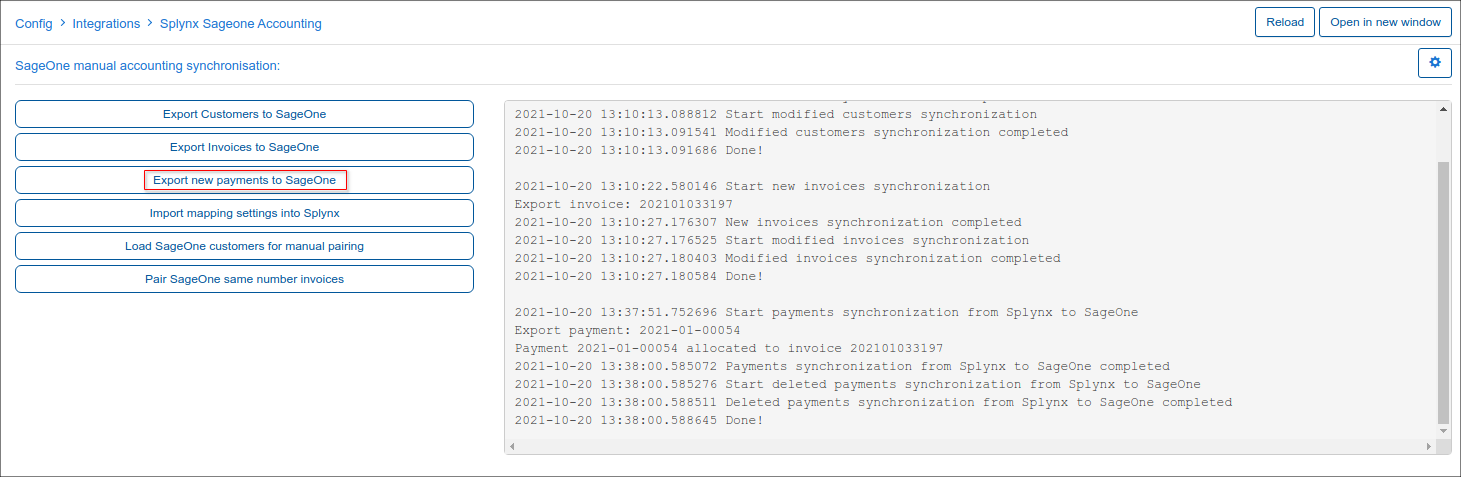 Config > Integrations > Splynx Sageone Accounting
Reload
Open in new window
SageOne manual accounting synchronisation:
Export Customers to SageOne
Export Invoices to SageOne
Export new payments to SageOne
Import mapping settings into Splynx
Load SageOne customers for manual pairing
Pair SageOne same number invoices
2021-10-20 13:10:13.088812 Start modified customers synchronization
2021-10-20 13:10:13.091541 Modified customers synchronization completed
2021-10-20 13:10:13.091686 Done!
2021-10-20 13:10:22.580146 Start new invoices synchronization
Export invoice: 202101033197
2021-10-20 13:10:27.176307 New invoices synchronization completed
2021-10-20 13:10:27.176525 Start modified invoices synchronization
2021-10-20 13:10:27.180403 Modified invoices synchronization completed
2021-10-20 13:10:27.180584 Done!
2021-10-20 13:37:51.752696 Start payments synchronization from Splynx to SageOne
Export payment: 2021-01-00054
Payment 2021-01-00054 allocated to invoice 202101033197
2021-10-20 13:38:00.585072 Payments synchronization from Splynx to SageOne completed
2021-10-20 13:38:00.585276 Start deleted payments synchronization from Splynx to SageOne
2021-10-20 13:38:00.588511 Deleted payments synchronization from Splynx to SageOne completed
2021-10-20 13:38:00.588645 Done!